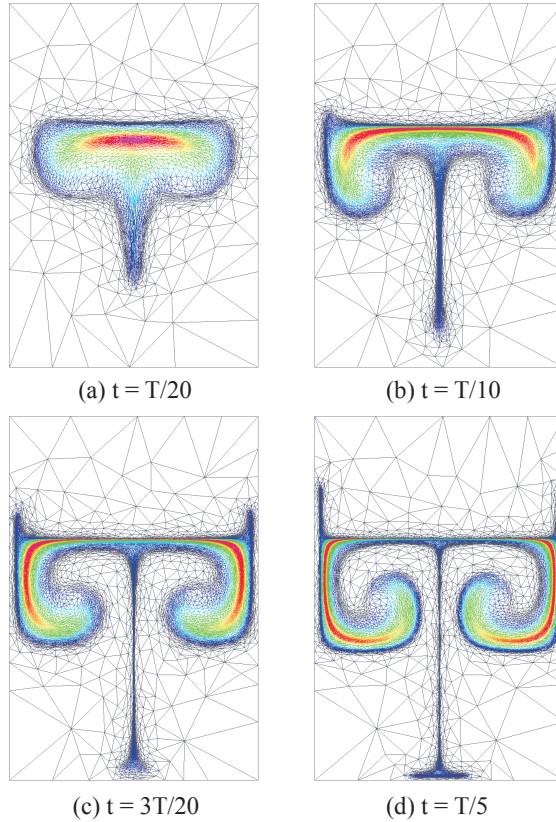 (a) t = T/20
(b) t = T/10
(c) t = 3T/20
(d) t = T/5